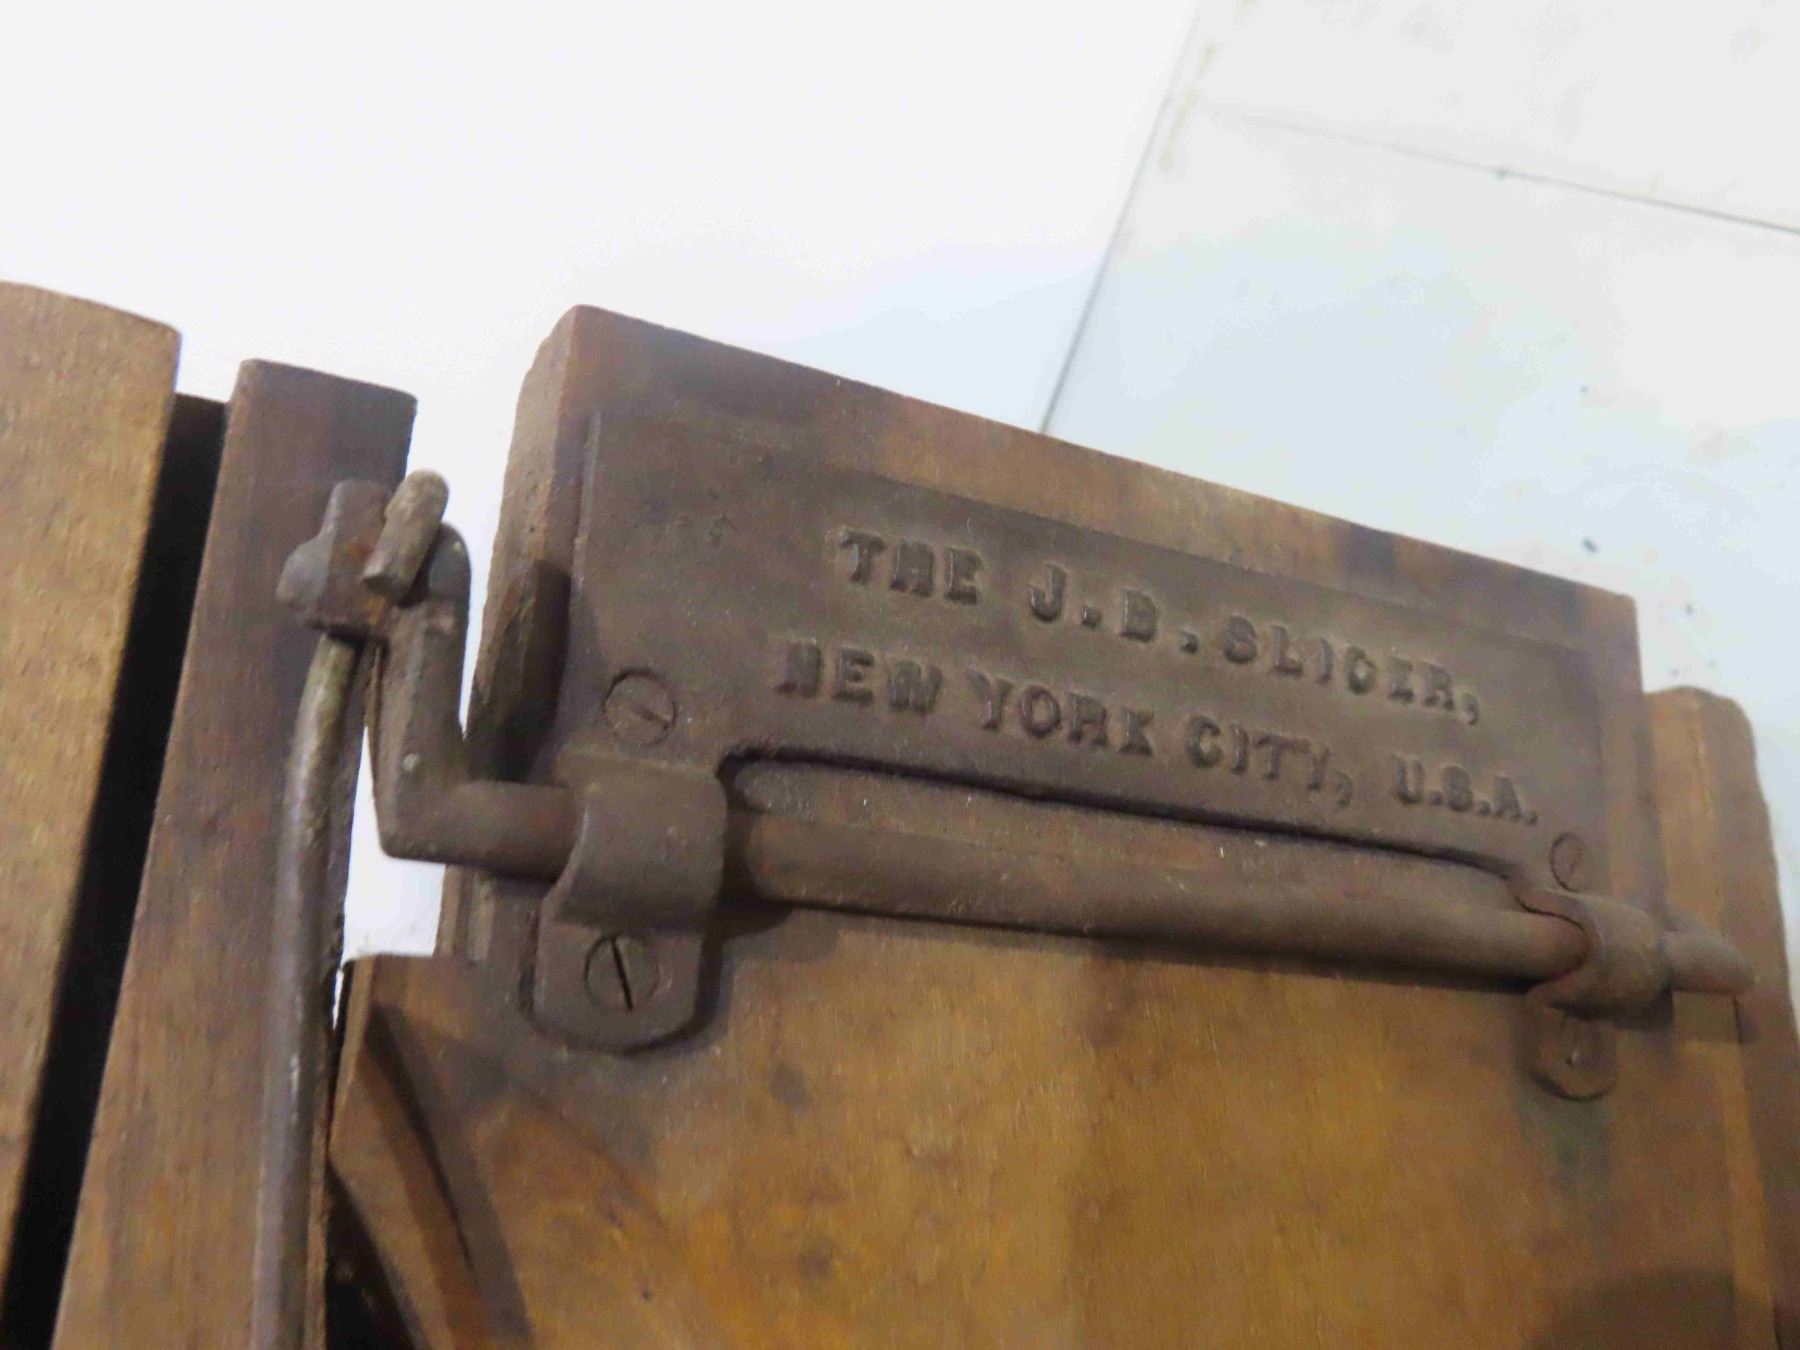 THE J.B. SLICER,
NEW YORK CITY, U.S.A.